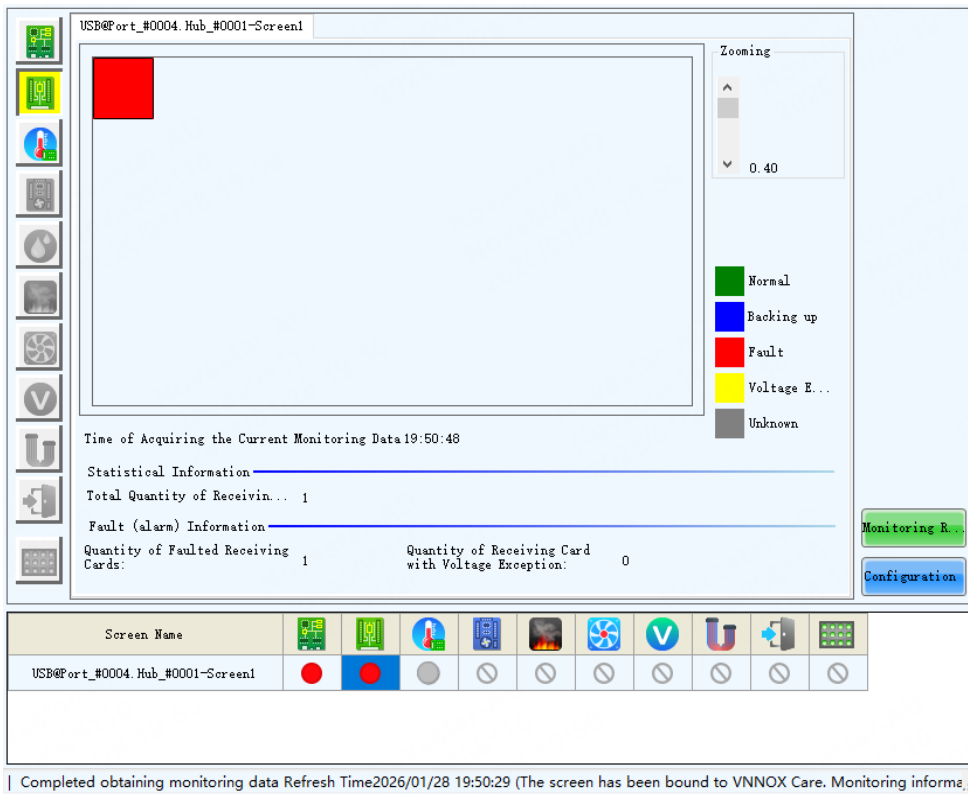 USB@Port_#0004.Hub_#0001-Screen1
Zooming
0.40
Normal
Backing up
Fault
Voltage E...
Unknown
Time of Acquiring the Current Monitoring Data 19:50:48
Statistical Information
Total Quantity of Receivin... 1
Fault (alarm) Information
Quantity of Faulted Receiving
Cards: 1
Quantity of Receiving Card
with Voltage Exception: 0
Monitoring R...
Configuration
Screen Name
USB@Port_#0004.Hub_#0001-Screen1
| Completed obtaining monitoring data Refresh Time2026/01/28 19:50:29 (The screen has been bound to VNNOX Care. Monitoring informa